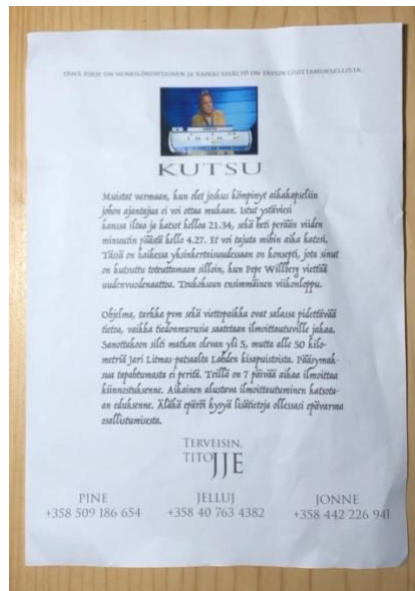 TÄMÄ KIRJE ON HENKILÖKOHTAINEN JA KAIKKI SISÄLTÖ ON TÄYSIN LUOTTAMUKSELLISTA.
KUTSU
Muistat varmaan, kun olet joskus kömpinyt aikakapseliin
johon ajantajua ei voi ottaa mukaan. Istut ystäviesi
kanssa iltaa ja katsot kelloa 21.34, sekä heti perään viiden
minuutin päästä kello 4.27. Et voi tajuta mihin aika katosi.
Tässä on kaikessa yksinkertaisuudessaan on konsepti, jota sinut
on kutsuttu toteuttamaan silloin, kun Pepe Willberg viettää
uudenvuodenaattoa. Toukokuun ensimmäinen viikonloppu.
Ohjelma, tarkka pvm sekä viettopaikka ovat salassa pidettävää
tietoa, vaikka tiedonmurusia saatetaan ilmoittautuville jakaa.
Sanottakoon silti matkan olevan yli 5, mutta alle 50 kilo-
metriä Jari Litmas-patsaalta Lahden kisapuistosta. Pääsymak-
sua tapahtumasta ei peritä. Teillä on 7 päivää aikaa ilmoittaa
kiinnostuksenne. Aikainen alustava ilmoittautuminen katsota-
an eduksenne. Älkää epäröi kysyä lisätietoja ollessasi epävarma
osallistumisesta.
TERVEISIN,
TITO JJE
PINE JELLUJ JONNE
+358 509 186 654 +358 40 763 4382 +358 442 226 941